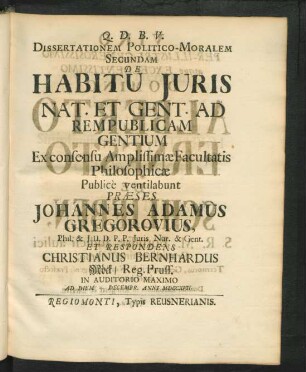 Q. D. B. V.
DISSERTATIONEM POLITICO-MORALEM
SECUNDAM
DE
HABITU JURIS
NAT. ET GENT. AD
REMPUBLICAM
GENTIUM
Ex consensu Amplissimæ Facultatis
Philosophicæ
Publicè ventilabunt
PRÆSES
JOHANNES ADAMUS
GREGOROVIUS,
Phil. & J. U. D. P. P. Juris Nat. & Gent.
ET RESPONDENS
CHRISTIANUS BERNHARDUS
Reg. Pruss.
IN AUDITORIO MAXIMO
AD DIEM DECEMBR. ANNI
REGIOMONTI, Typis REUSNERIANIS.